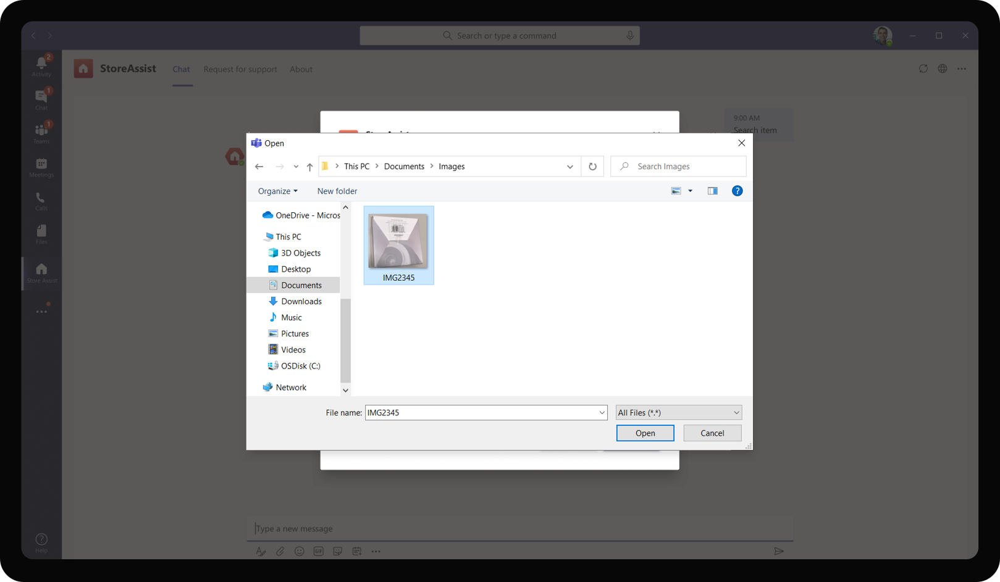 Search or type a command
2
Activity
StoreAssist
Chat
Request for support
About
1
Chat
1
Teams
Meetings
Calls
Files
Store Assist
Help
9:00 AM
Search item
Open
This PC
Documents
Images
Search Images
Organize
New folder
?
OneDrive - Micros
This PC
3D Objects
Desktop
Documents
Downloads
Music
Pictures
Videos
OSDisk (C:)
Network
IMG2345
File name:
IMG2345
All Files (*.*)
Open
Cancel
Type a new message
GIF